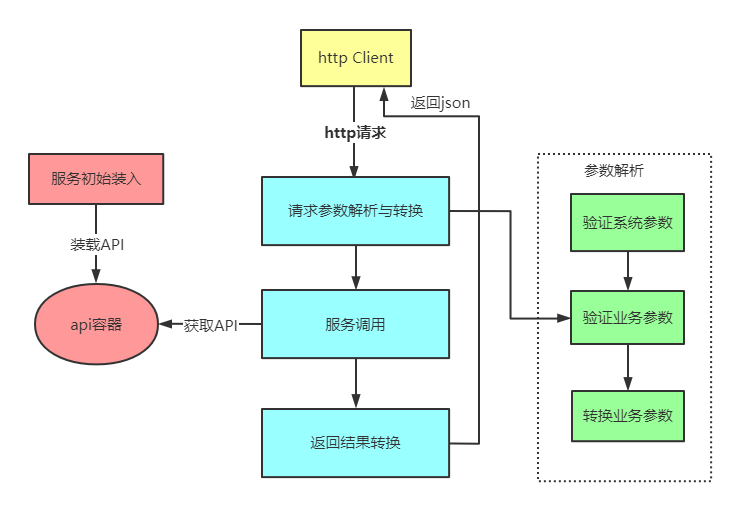 http Client
返回json
http请求
服务初始装入
参数解析
请求参数解析与转换
验证系统参数
装载API
api容器
获取API
服务调用
验证业务参数
返回结果转换
转换业务参数